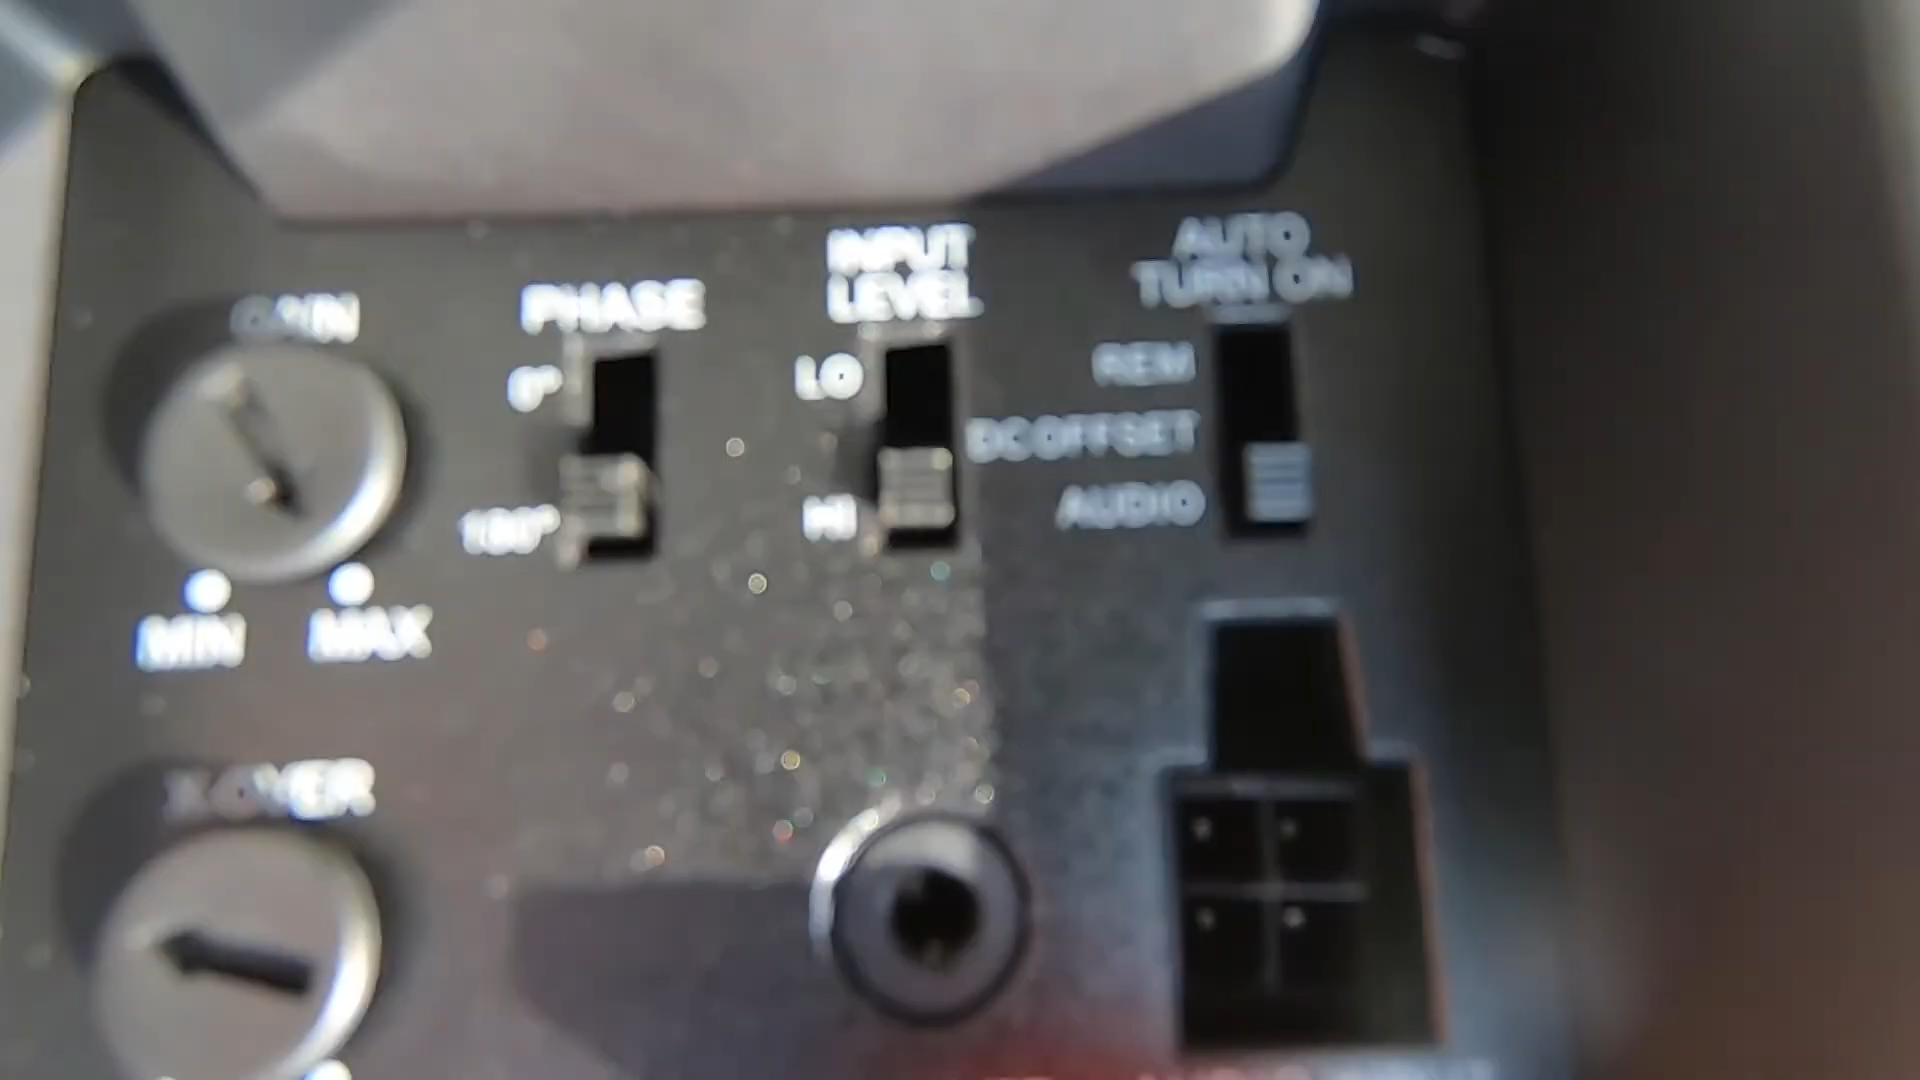 GAIN
PHASE
INPUT
LEVEL
AUTO
TURN ON
0°
LO
REM
DC OFFSET
180°
HI
AUDIO
MIN
MAX
X-OVER